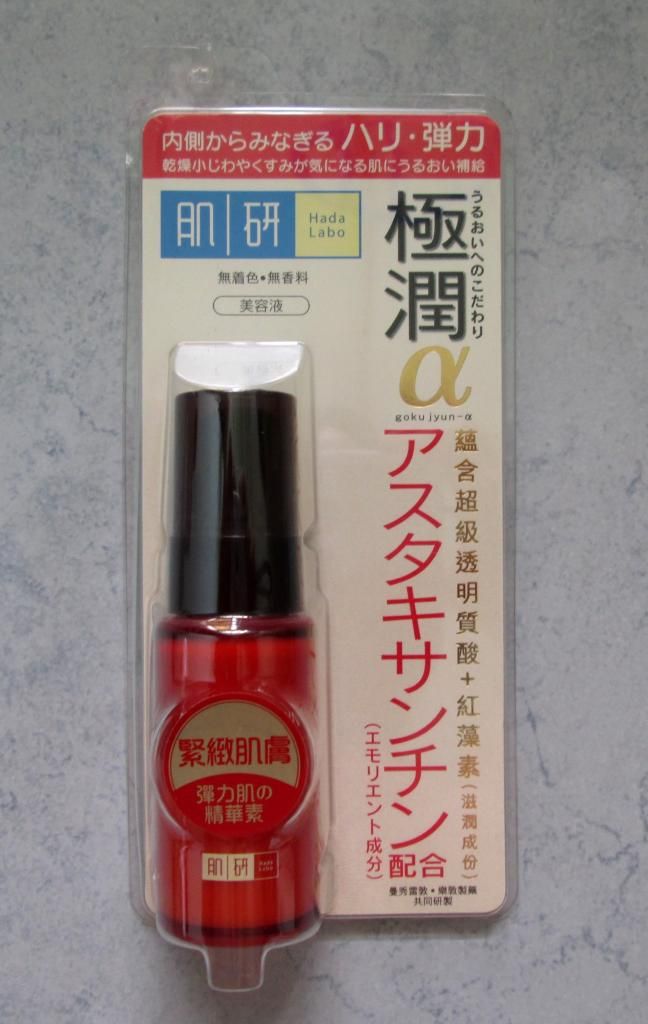 内側からみなぎる ハリ・弾力
乾燥小じわやくすみが気になる肌にうるおい補給
肌研
Hada
Labo
無着色•無香料
美容液
うるおいへのこだわり
極潤
α
gokujyun-α
蘊含超級透明質酸+紅藻素(滋潤成份)
アスタキサンチン配合
(エモリエント成分)
曼秀雷敦•樂敦製藥
共同研製
緊緻肌膚
彈力肌の
精華素
肌研
Hada
Labo